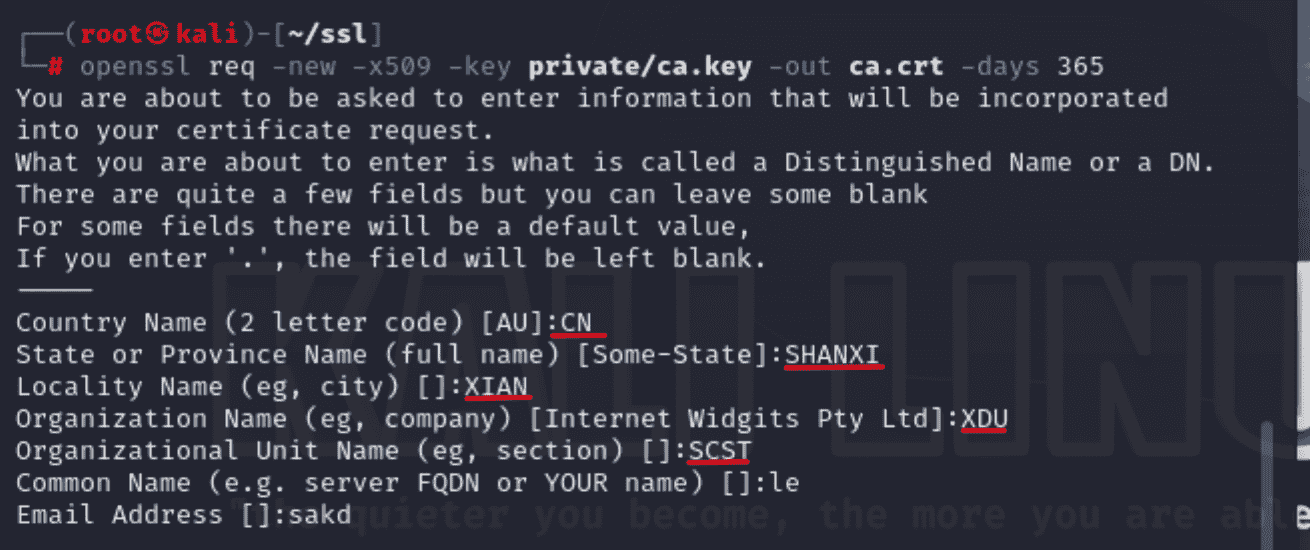 ┌──(root㉿kali)-[~/ssl]
└─# openssl req -new -x509 -key private/ca.key -out ca.crt -days 365
You are about to be asked to enter information that will be incorporated
into your certificate request.
What you are about to enter is what is called a Distinguished Name or a DN.
There are quite a few fields but you can leave some blank
For some fields there will be a default value,
If you enter '.', the field will be left blank.
-----
Country Name (2 letter code) [AU]:CN
State or Province Name (full name) [Some-State]:SHANXI
Locality Name (eg, city) []:XIAN
Organization Name (eg, company) [Internet Widgits Pty Ltd]:XDU
Organizational Unit Name (eg, section) []:SCST
Common Name (e.g. server FQDN or YOUR name) []:le
Email Address []:sakd
KALI LINU
quieter you become, the more you are abl